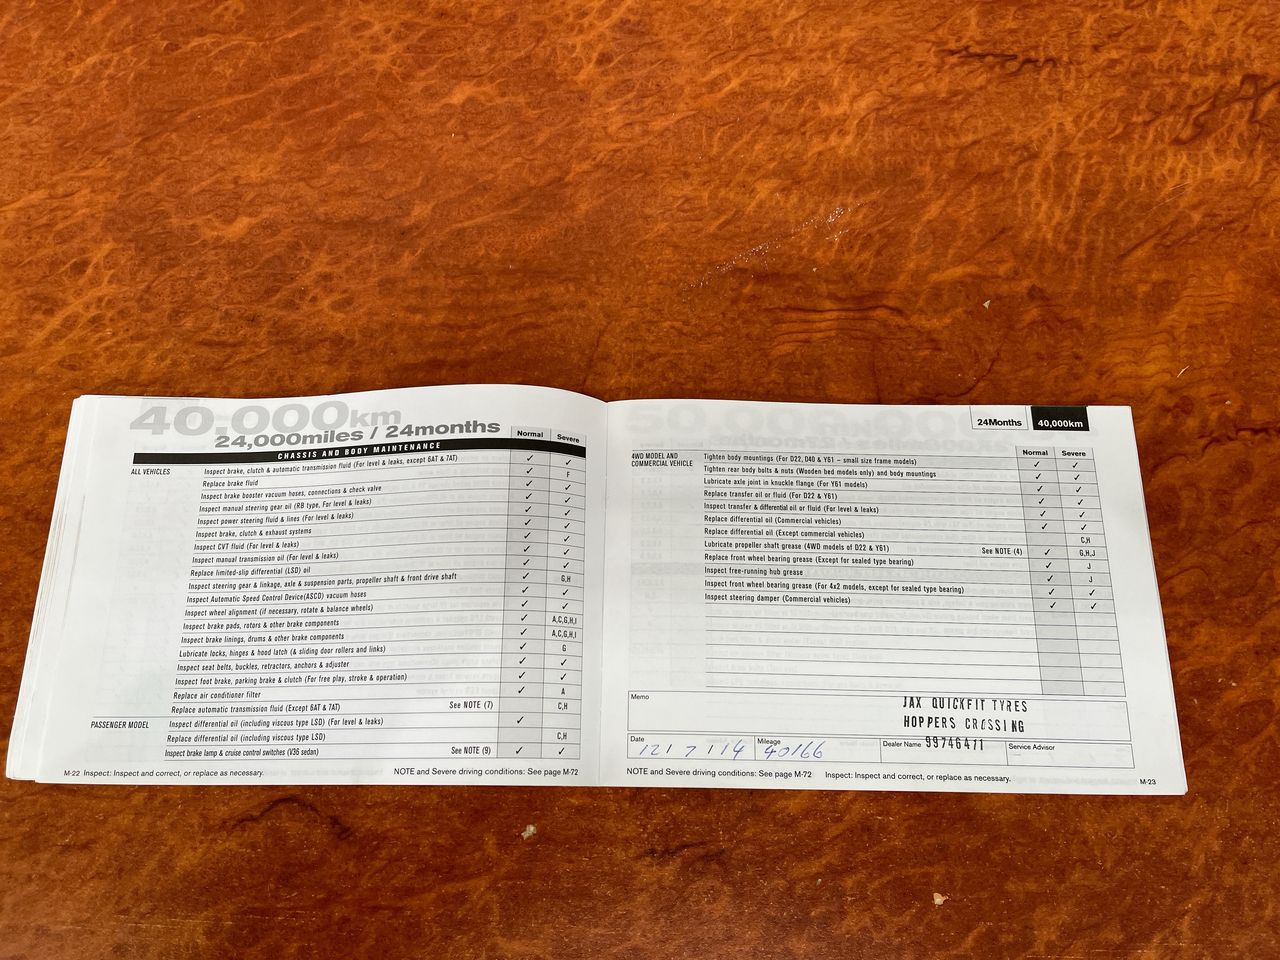 40,000km
24,000miles / 24months
Normal Severe
CHASSIS AND BODY MAINTENANCE
ALL VEHICLES Inspect brake, clutch & automatic transmission fluid (For level & leaks, except 6AT & 7AT) ✓ ✓
Replace brake fluid ✓ F
Inspect brake booster vacuum hoses, connections & check valve ✓ ✓
Inspect manual steering gear oil (RB type, For level & leaks) ✓ ✓
Inspect power steering fluid & lines (For level & leaks) ✓ ✓
Inspect brake, clutch & exhaust systems ✓ ✓
Inspect CVT fluid (For level & leaks) ✓ ✓
Inspect manual transmission oil (For level & leaks) ✓ ✓
Replace limited-slip differential (LSD) oil ✓ ✓
Inspect steering gear & linkage, axle & suspension parts, propeller shaft & front drive shaft ✓ G,H
Inspect Automatic Speed Control Device(ASCD) vacuum hoses ✓ ✓
Inspect wheel alignment (if necessary, rotate & balance wheels) ✓ ✓
Inspect brake pads, rotors & other brake components ✓ A,C,G,H,I
Inspect brake linings, drums & other brake components ✓ A,C,G,H,I
Lubricate locks, hinges & hood latch (& sliding door rollers and links) ✓ G
Inspect seat belts, buckles, retractors, anchors & adjuster ✓ ✓
Inspect foot brake, parking brake & clutch (For free play, stroke & operation) ✓ ✓
Replace air conditioner filter ✓ A
Replace automatic transmission fluid (Except 6AT & 7AT) See NOTE (7) C,H
PASSENGER MODEL Inspect differential oil (including viscous type LSD) (For level & leaks) ✓
Replace differential oil (including viscous type LSD) C,H
Inspect brake lamp & cruise control switches (V36 sedan) See NOTE (9) ✓ ✓
M-22 Inspect: Inspect and correct, or replace as necessary. NOTE and Severe driving conditions: See page M-72
24Months 40,000km
Normal Severe
4WD MODEL AND COMMERCIAL VEHICLE Tighten body mountings (For D22, D40 & Y61 – small size frame models) ✓ ✓
Tighten rear body bolts & nuts (Wooden bed models only) and body mountings ✓ ✓
Lubricate axle joint in knuckle flange (For Y61 models) ✓ ✓
Replace transfer oil or fluid (For D22 & Y61) ✓ ✓
Inspect transfer & differential oil or fluid (For level & leaks) ✓ ✓
Replace differential oil (Commercial vehicles) ✓ ✓
Replace differential oil (Except commercial vehicles) C,H
Lubricate propeller shaft grease (4WD models of D22 & Y61) See NOTE (4) ✓ G,H,J
Replace front wheel bearing grease (Except for sealed type bearing) ✓ J
Inspect free-running hub grease ✓ J
Inspect front wheel bearing grease (For 4x2 models, except for sealed type bearing) ✓ ✓
Inspect steering damper (Commercial vehicles) ✓ ✓
Memo
JAX QUICKFIT TYRES
HOPPERS CROSSING
Date 12/7/14 Mileage 40166 Dealer Name 99746471 Service Advisor
NOTE and Severe driving conditions: See page M-72 Inspect: Inspect and correct, or replace as necessary. M-23